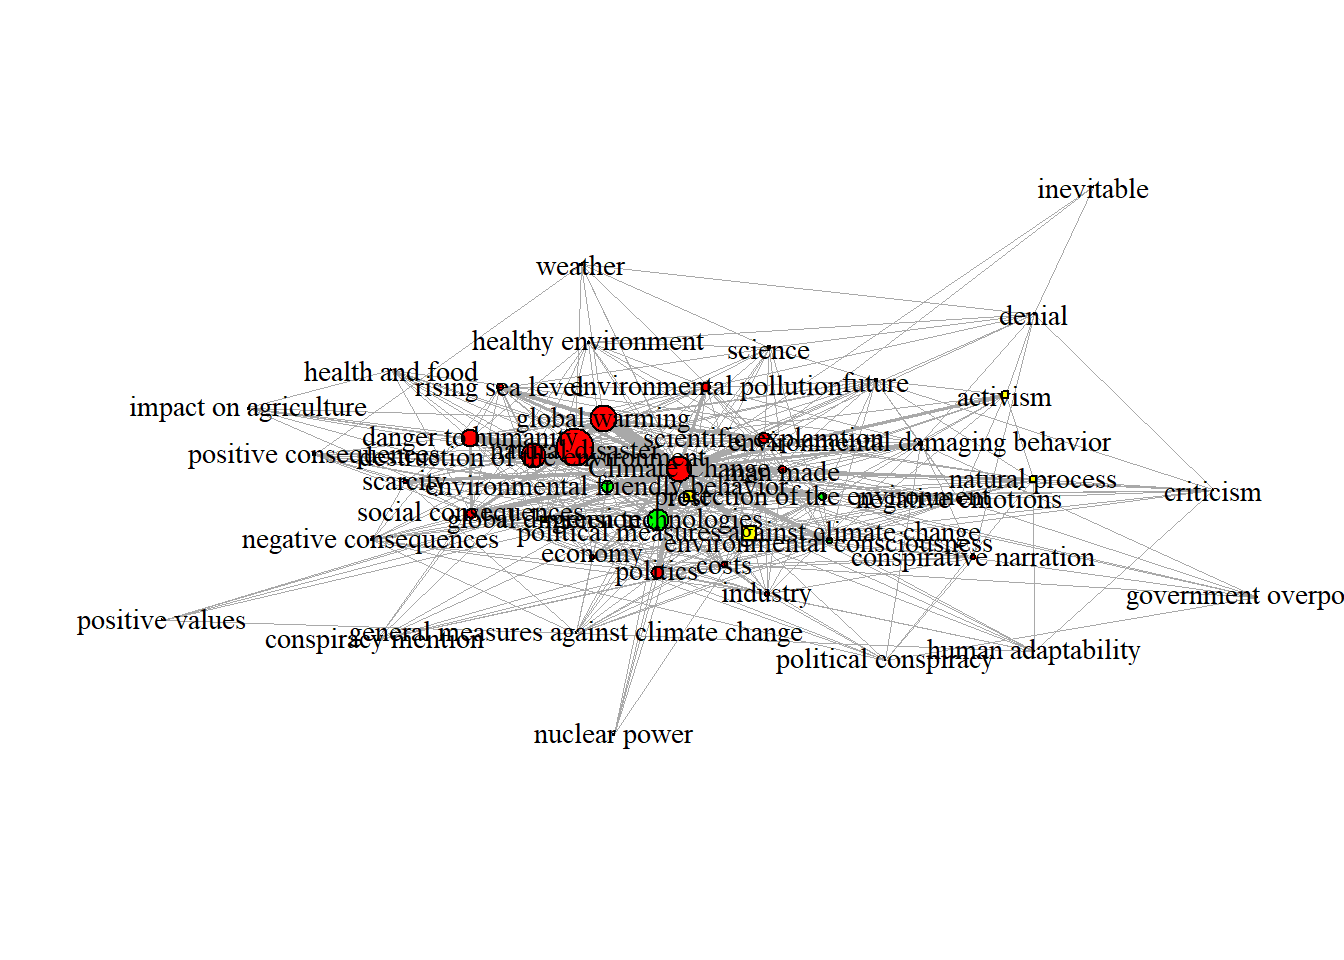 inevitable
weather
denial
healthy environment
science
health and food
rising sea level
environmental pollution
future
activism
impact on agriculture
global warming
danger to humanity
scientific explanation
environmental damaging behavior
positive consequences
natural disaster
destruction of the environment
Climate change
man made
scarcity
environmental friendly behavior
natural process
criticism
protection of the environment
negative emotions
social consequences
global dimension
green technologies
political measures against climate change
negative consequences
environmental consciousness
economy
costs
conspirative narration
politics
industry
government overpo
positive values
conspiracy mention
general measures against climate change
political conspiracy
human adaptability
nuclear power